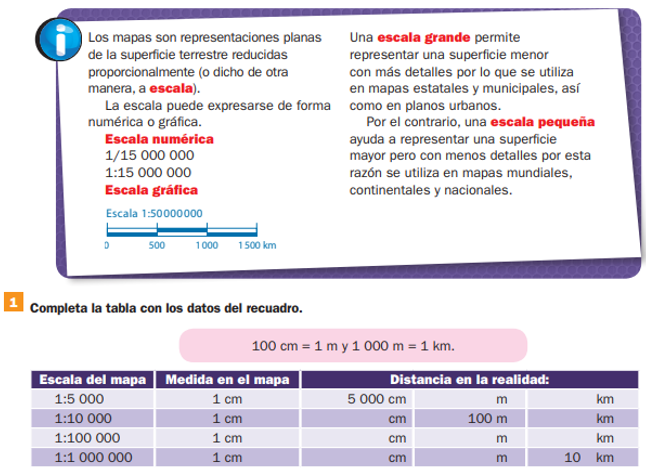 Los mapas son representaciones planas
de la superficie terrestre reducidas
proporcionalmente (o dicho de otra
manera, a escala).
La escala puede expresarse de forma
numérica o gráfica.
Escala numérica
1/15 000 000
1:15 000 000
Escala gráfica
Escala 1:50000000
0 500 1000 1500 km
Una escala grande permite
representar una superficie menor
con más detalles por lo que se utiliza
en mapas estatales y municipales, así
como en planos urbanos.
Por el contrario, una escala pequeña
ayuda a representar una superficie
mayor pero con menos detalles por esta
razón se utiliza en mapas mundiales,
continentales y nacionales.
1 Completa la tabla con los datos del recuadro.
100 cm = 1 m y 1 000 m = 1 km.
Escala del mapa Medida en el mapa Distancia en la realidad:
1:5 000 1 cm 5 000 cm m km
1:10 000 1 cm cm 100 m km
1:100 000 1 cm cm m km
1:1 000 000 1 cm cm m 10 km